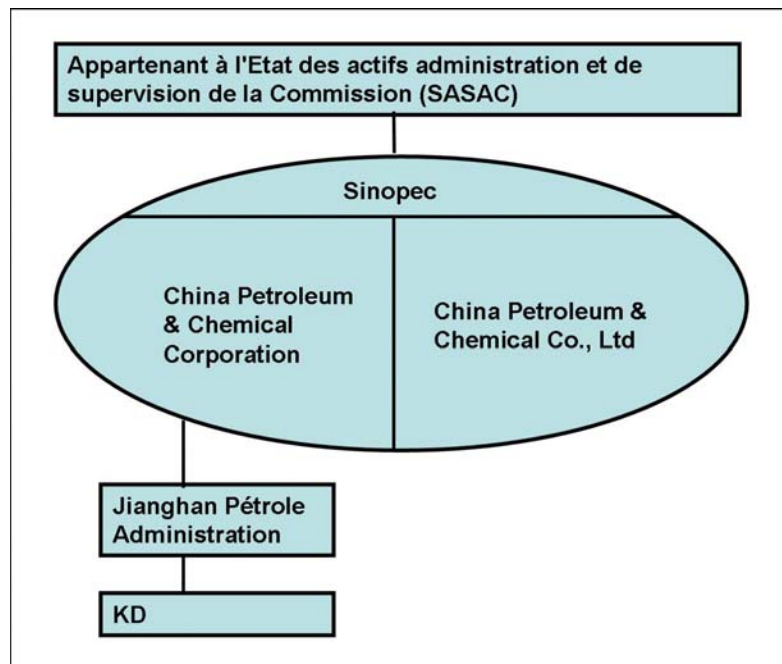 Appartenant à l'Etat des actifs administration et de
supervision de la Commission (SASAC)
Sinopec
China Petroleum
& Chemical
Corporation
China Petroleum &
Chemical Co., Ltd
Jianghan Pétrole
Administration
KD